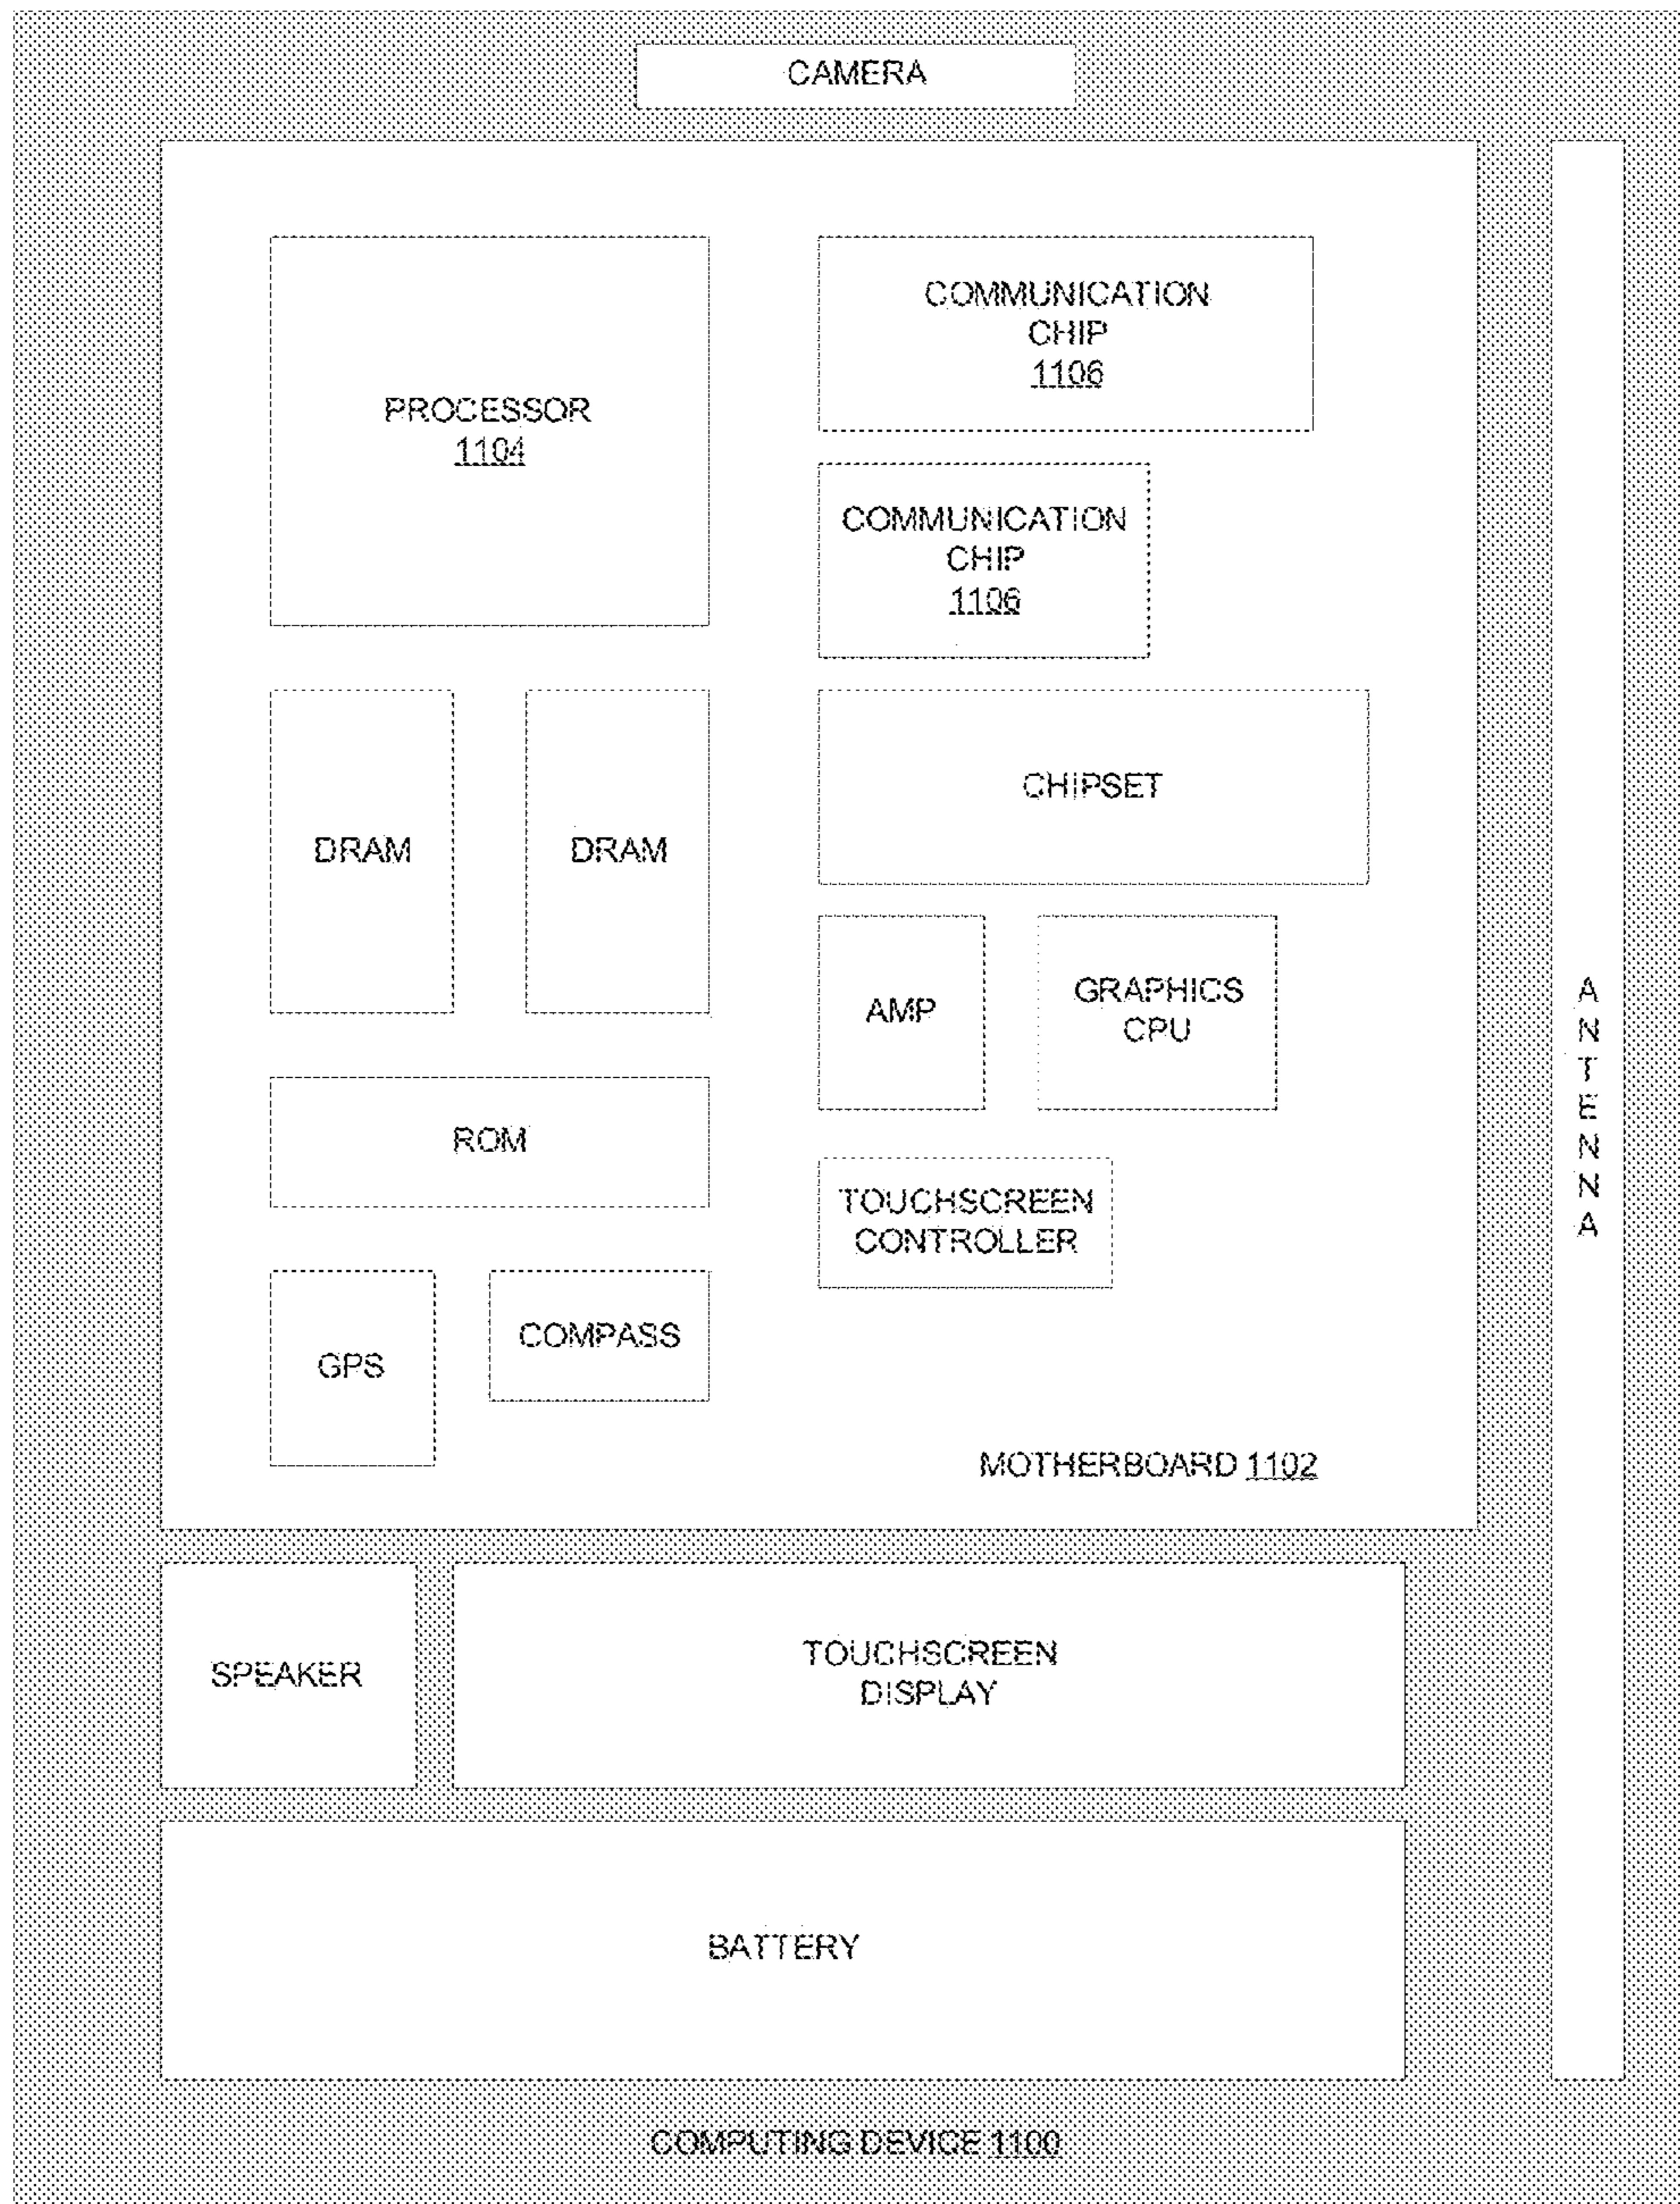 CAMERA
PROCESSOR
1104
COMMUNICATION
CHIP
1106
COMMUNICATION
CHIP
1106
DRAM
DRAM
CHIPSET
AMP
GRAPHICS
CPU
ROM
TOUCHSCREEN
CONTROLLER
GPS
COMPASS
MOTHERBOARD 1102
ANTENNA
SPEAKER
TOUCHSCREEN
DISPLAY
BATTERY
COMPUTING DEVICE 1100